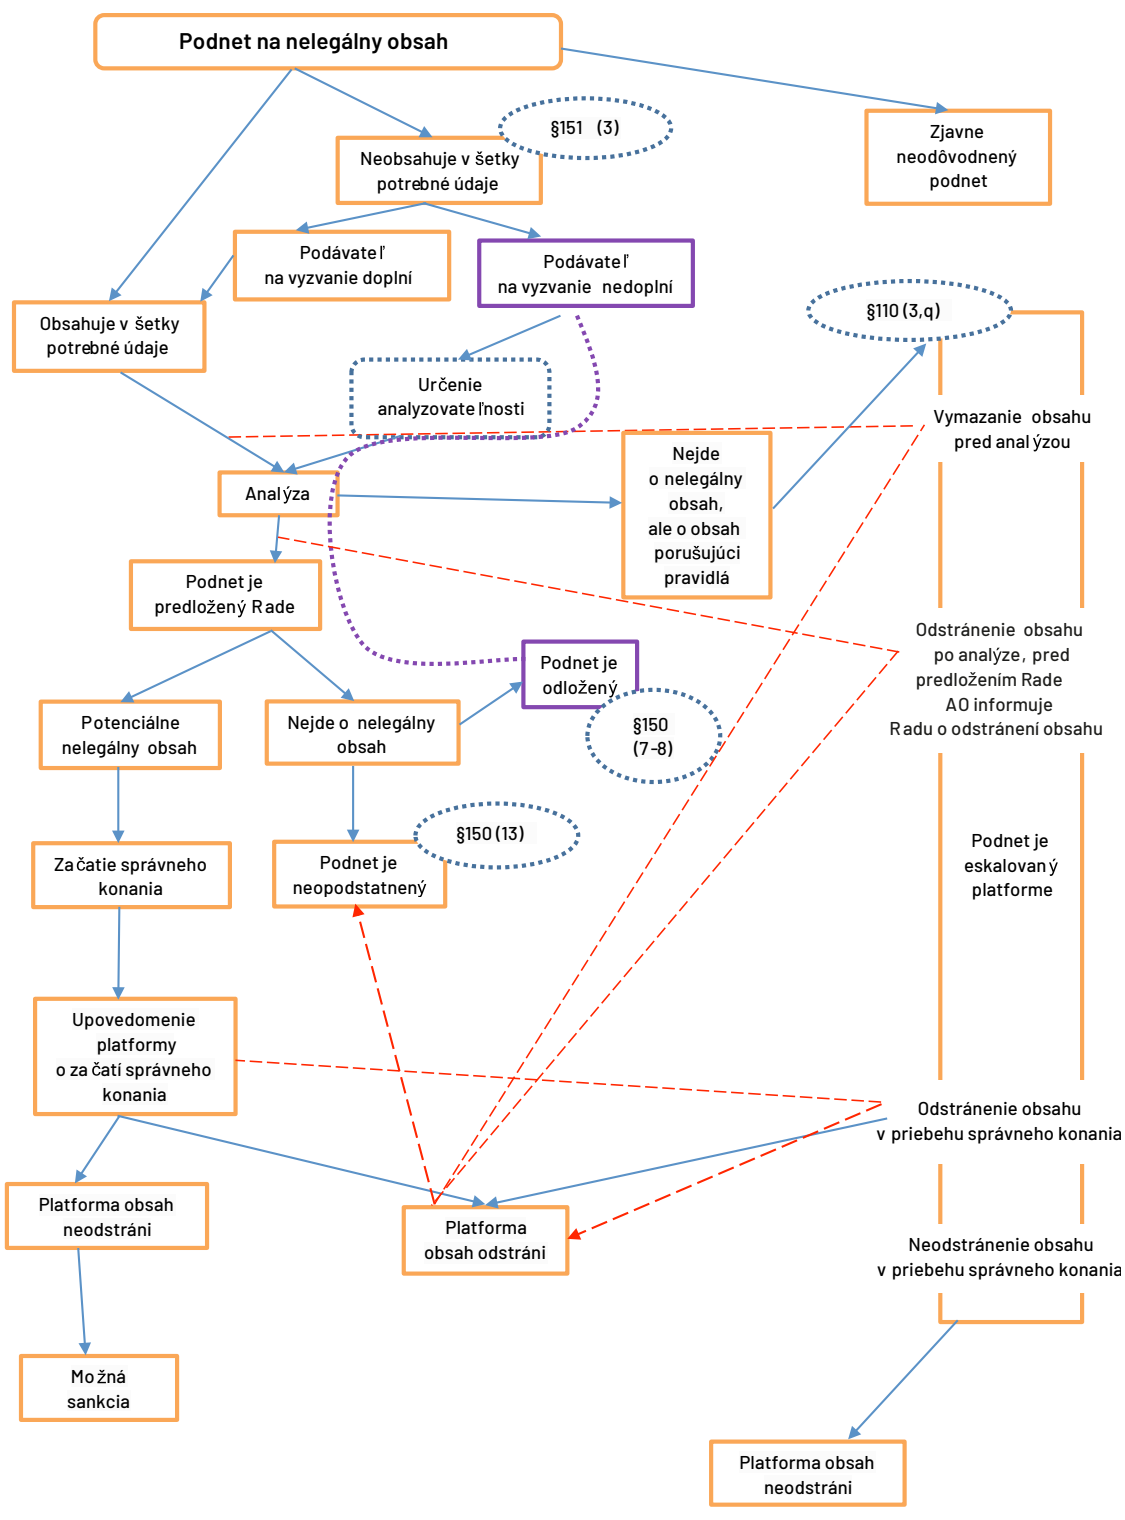 Podnet na nelegálny obsah
§151 (3)
Zjavne
neodôvodnený
podnet
Neobsahuje všetky
potrebné údaje
Podávateľ
na vyzvanie doplní
Podávateľ
na vyzvanie nedoplní
Obsahuje všetky
potrebné údaje
§110 (3,q)
Určenie
analyzovateľnosti
Vymazanie obsahu
pred analýzou
Nejde
o nelegálny
obsah,
ale o obsah
porušujúci
pravidlá
Analýza
Podnet je
predložený Rade
Odstránenie obsahu
po analýze, pred
predložením Rade
AO informuje
Radu o odstránení obsahu
Podnet je
odložený
§150
(7-8)
Potenciálne
nelegálny obsah
Nejde o nelegálny
obsah
§150 (13)
Podnet je
eskalovaný
platforme
Začatie správneho
konania
Podnet je
neopodstatnený
Upovedomenie
platformy
o začatí správneho
konania
Odstránenie obsahu
v priebehu správneho konania
Platforma obsah
neodstráni
Platforma
obsah odstráni
Neodstránenie obsahu
v priebehu správneho konania
Možná
sankcia
Platforma obsah
neodstráni